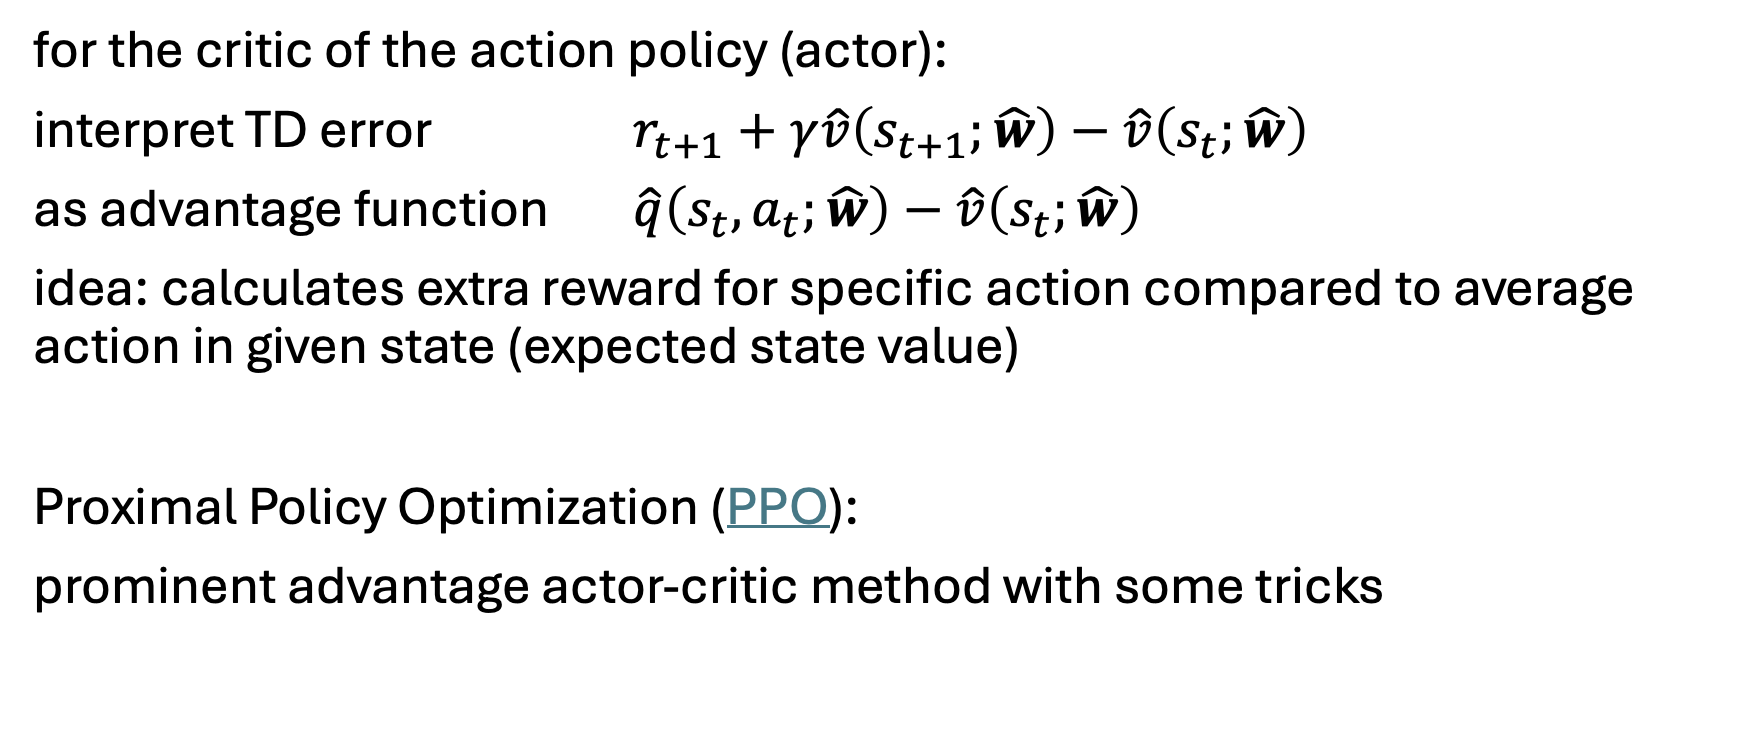 for the critic of the action policy (actor):
interpret TD error r_{t+1} + γv̂(s_{t+1}; ŵ) − v̂(s_t; ŵ)
as advantage function q̂(s_t, a_t; ŵ) − v̂(s_t; ŵ)
idea: calculates extra reward for specific action compared to average
action in given state (expected state value)
Proximal Policy Optimization (PPO):
prominent advantage actor-critic method with some tricks